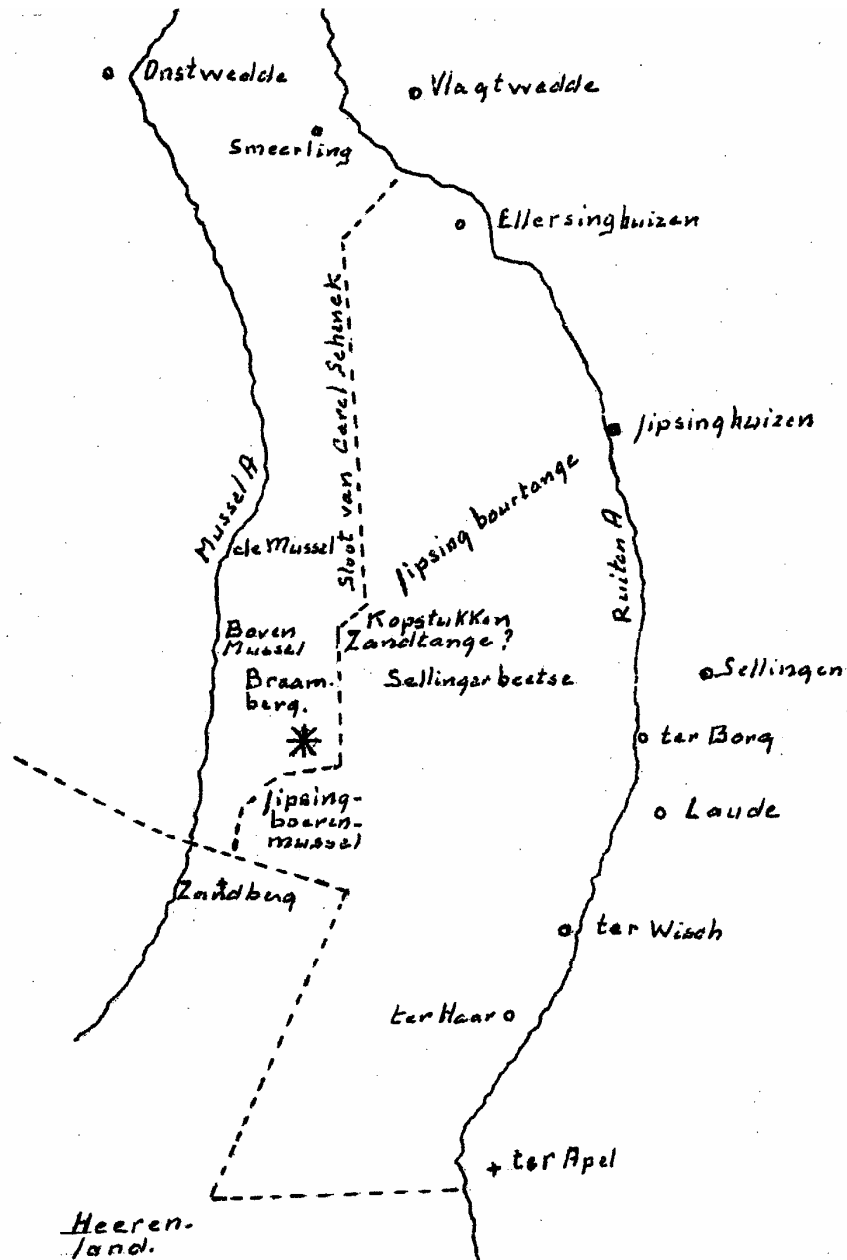 Onstwedde
Vlagtwedde
Smeerling
Ellersinghuizen
Sloot van Carel Schenck
Jipsinghuizen
Mussel A
Jipsing bourtange
Ruiten A
de Mussel
Kopstukken
Zandtange?
Boven
Mussel
Sellingerbeetse
Sellingen
Braam-
berg.
ter Borg
Jipsing-
boeren-
mussel
Laude
Zandberg
ter Wisch
ter Haar
ter Apel
Heeren-
land.